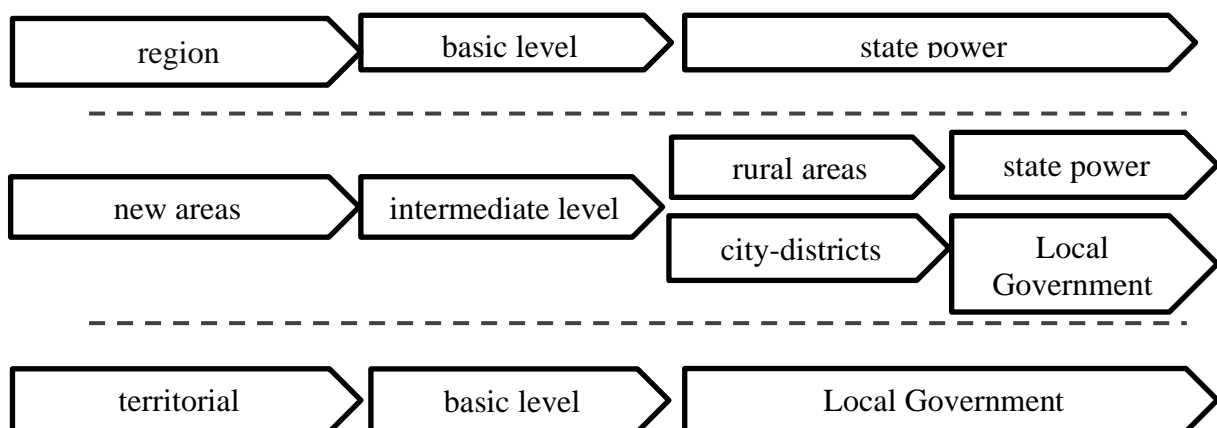 region
basic level
state power
new areas
intermediate level
rural areas
state power
city-districts
Local
Government
territorial
basic level
Local Government